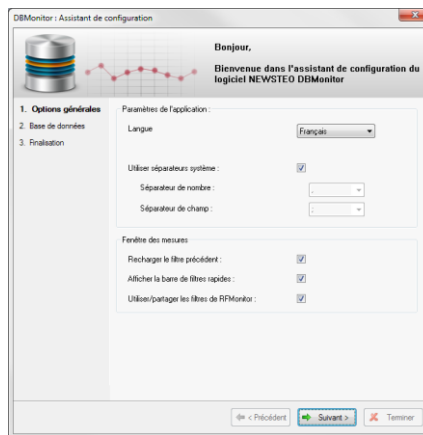 DBMonitor : Assistant de configuration
Bonjour,
Bienvenue dans l'assistant de configuration du
logiciel NEWSTEO DBMonitor
1. Options générales
2. Base de données
3. Finalisation
Paramètres de l'application :
Langue
Français
Utiliser séparateurs système :
Séparateur de nombre :
Séparateur de champ :
Fenêtre des mesures
Recharger le filtre précédent :
Afficher la barre de filtres rapides :
Utiliser/partager les filtres de RFMonitor :
< Précédent
Suivant >
Terminer